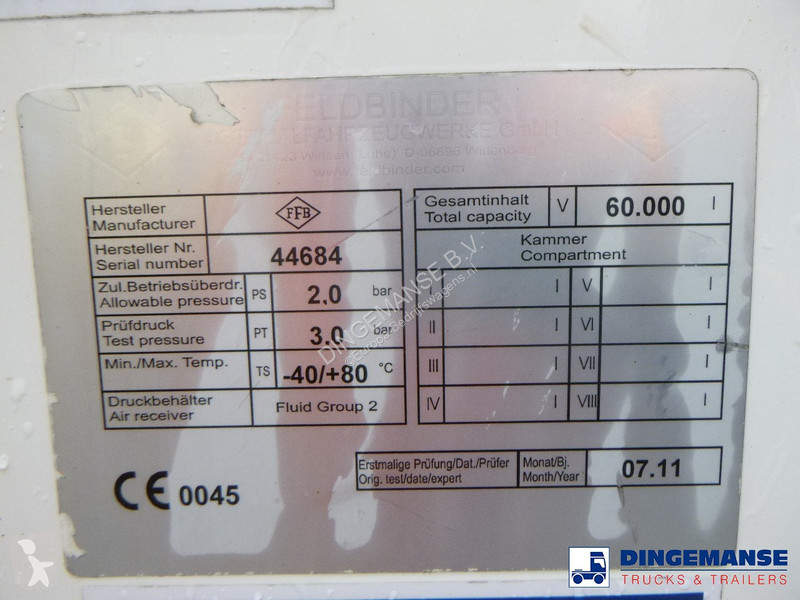 FELDBINDER
www.feldbinder.com
Hersteller
Manufacturer
FFB
Hersteller Nr.
Serial number
44684
Zul.Betriebsüberdr.
Allowable pressure
PS
2,0
bar
Prüfdruck
Test pressure
PT
3,0
bar
Min./Max. Temp.
TS
-40/+80
°C
Druckbehälter
Air receiver
Fluid Group 2
Gesamtinhalt
Total capacity
V
60.000
l
Kammer
Compartment
I
l
V
l
II
l
VI
l
III
l
VII
l
IV
l
VIII
l
CE 0045
Erstmalige Prüfung/Dat./Prüfer
Orig. test/date/expert
Monat/Bj.
Month/Year
07.11
DINGEMANSE B.V.
DINGEMANSE
TRUCKS & TRAILERS